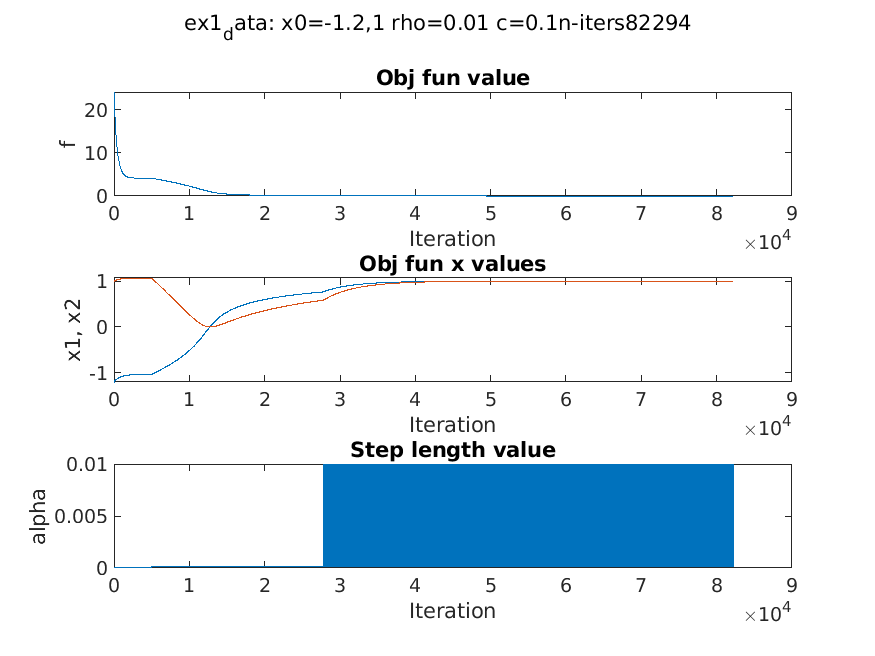 ex1_data: x0=-1.2,1 rho=0.01 c=0.1n-iters82294
Obj fun value
20
10
0
f
0 1 2 3 4 5 6 7 8 9
Iteration
×10^4
Obj fun x values
1
0
-1
x1, x2
0 1 2 3 4 5 6 7 8 9
Iteration
×10^4
Step length value
0.01
0.005
0
alpha
0 1 2 3 4 5 6 7 8 9
Iteration
×10^4